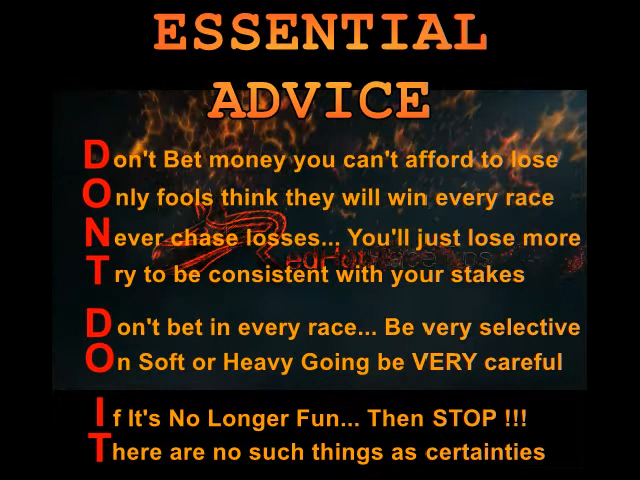 ESSENTIAL
ADVICE
Don't Bet money you can't afford to lose
Only fools think they will win every race
Never chase losses... You'll just lose more
Try to be consistent with your stakes
Don't bet in every race... Be very selective
On Soft or Heavy Going be VERY careful
If It's No Longer Fun... Then STOP !!!
There are no such things as certainties